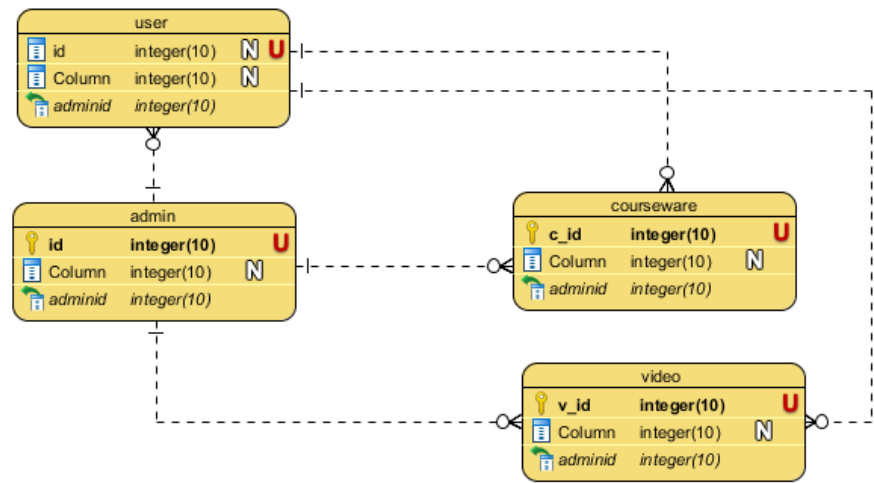 user
id integer(10) N U
Column integer(10) N
adminid integer(10)
admin
id integer(10) U
Column integer(10) N
adminid integer(10)
courseware
c_id integer(10) U
Column integer(10) N
adminid integer(10)
video
v_id integer(10) U
Column integer(10) N
adminid integer(10)